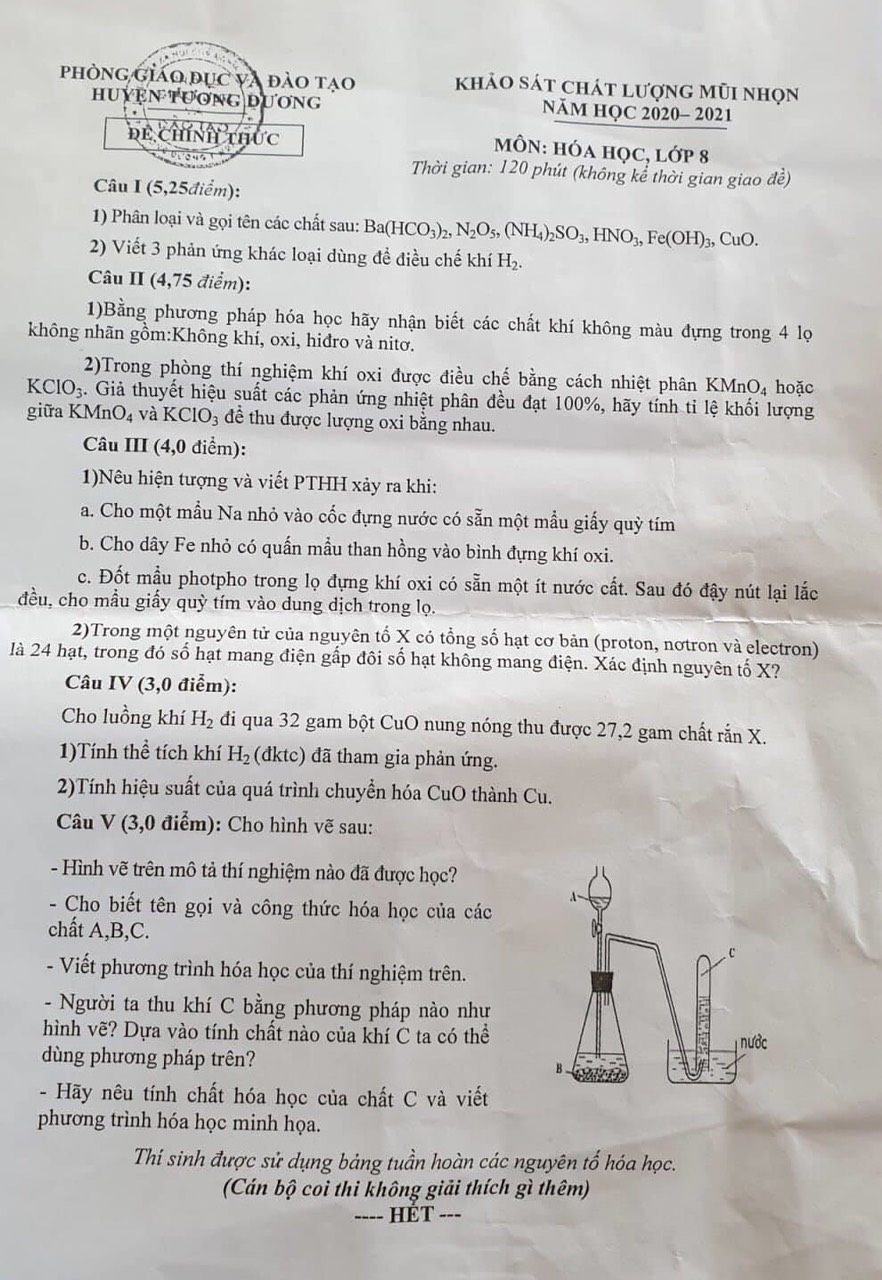 PHÒNG GIÁO DỤC VÀ ĐÀO TẠO
HUYỆN TƯƠNG DƯƠNG
ĐỀ CHÍNH THỨC
KHẢO SÁT CHẤT LƯỢNG MŨI NHỌN
NĂM HỌC 2020– 2021
MÔN: HÓA HỌC, LỚP 8
Thời gian: 120 phút (không kể thời gian giao đề)
Câu I (5,25điểm):
1) Phân loại và gọi tên các chất sau: Ba(HCO₃)₂, N₂O₅, (NH₄)₂SO₃, HNO₃, Fe(OH)₃, CuO.
2) Viết 3 phản ứng khác loại dùng để điều chế khí H₂.
Câu II (4,75 điểm):
1)Bằng phương pháp hóa học hãy nhận biết các chất khí không màu đựng trong 4 lọ
không nhãn gồm:Không khí, oxi, hiđro và nitơ.
2)Trong phòng thí nghiệm khí oxi được điều chế bằng cách nhiệt phân KMnO₄ hoặc
KClO₃. Giả thuyết hiệu suất các phản ứng nhiệt phân đều đạt 100%, hãy tính tỉ lệ khối lượng
giữa KMnO₄ và KClO₃ để thu được lượng oxi bằng nhau.
Câu III (4,0 điểm):
1)Nêu hiện tượng và viết PTHH xảy ra khi:
a. Cho một mẩu Na nhỏ vào cốc đựng nước có sẵn một mẩu giấy quỳ tím
b. Cho dây Fe nhỏ có quấn mẩu than hồng vào bình đựng khí oxi.
c. Đốt mẩu photpho trong lọ đựng khí oxi có sẵn một ít nước cất. Sau đó đậy nút lại lắc
đều, cho mẩu giấy quỳ tím vào dung dịch trong lọ.
2)Trong một nguyên tử của nguyên tố X có tổng số hạt cơ bản (proton, nơtron và electron)
là 24 hạt, trong đó số hạt mang điện gấp đôi số hạt không mang điện. Xác định nguyên tố X?
Câu IV (3,0 điểm):
Cho luồng khí H₂ đi qua 32 gam bột CuO nung nóng thu được 27,2 gam chất rắn X.
1)Tính thể tích khí H₂ (đktc) đã tham gia phản ứng.
2)Tính hiệu suất của quá trình chuyển hóa CuO thành Cu.
Câu V (3,0 điểm): Cho hình vẽ sau:
- Hình vẽ trên mô tả thí nghiệm nào đã được học?
- Cho biết tên gọi và công thức hóa học của các
chất A,B,C.
- Viết phương trình hóa học của thí nghiệm trên.
- Người ta thu khí C bằng phương pháp nào như
hình vẽ? Dựa vào tính chất nào của khí C ta có thể
dùng phương pháp trên?
- Hãy nêu tính chất hóa học của chất C và viết
phương trình hóa học minh họa.
A
C
nước
B
Thí sinh được sử dụng bảng tuần hoàn các nguyên tố hóa học.
(Cán bộ coi thi không giải thích gì thêm)
---- HẾT ---